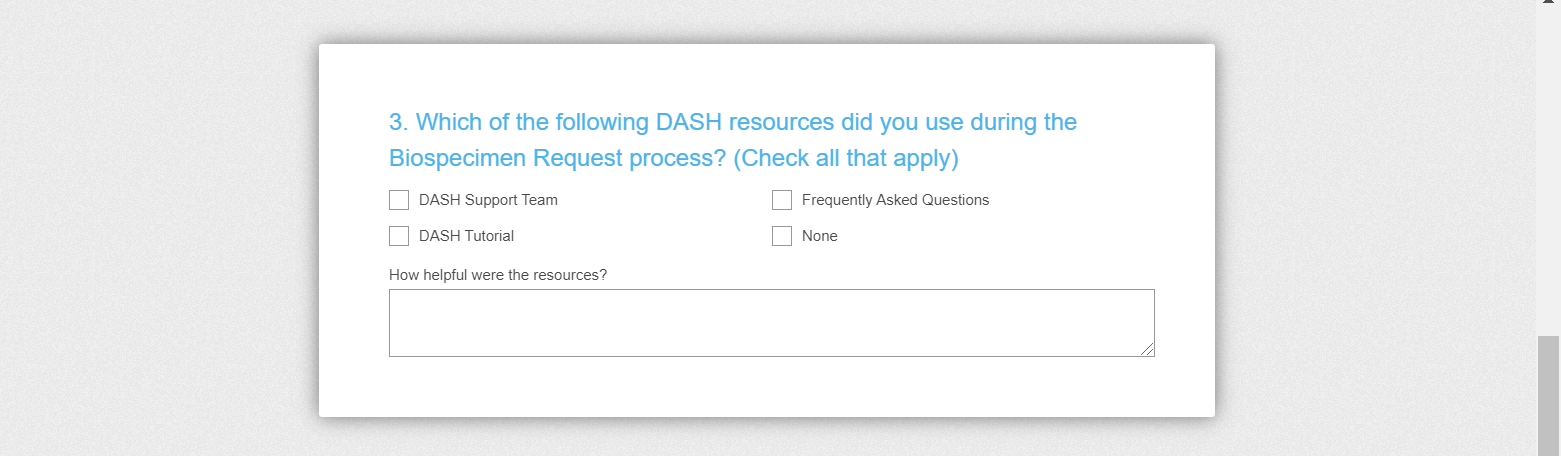 3. Which of the following DASH resources did you use during the
Biospecimen Request process? (Check all that apply)
DASH Support Team
Frequently Asked Questions
DASH Tutorial
None
How helpful were the resources?